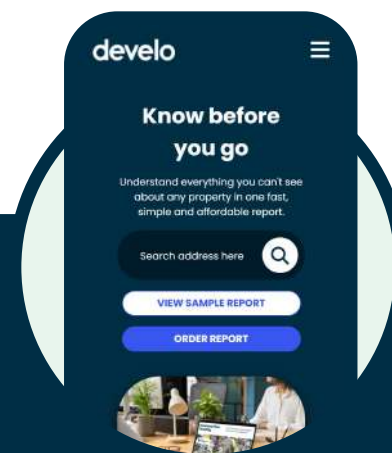 develo
Know before
you go
Understand everything you can't see
about any property in one fast,
simple and affordable report.
Search address here
VIEW SAMPLE REPORT
ORDER REPORT